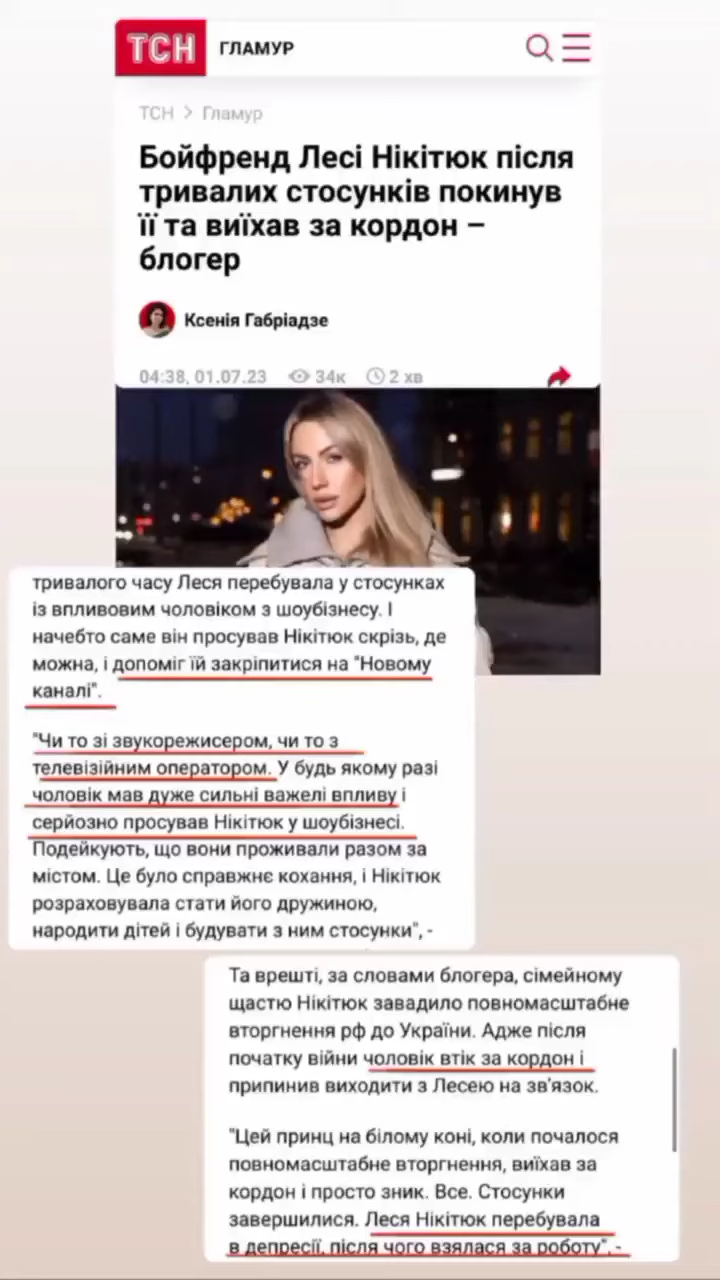 ТСН ГЛАМУР
ТСН > Гламур
Бойфренд Лесі Нікітюк після
тривалих стосунків покинув
її та виїхав за кордон –
блогер
Ксенія Габріадзе
04:38, 01.07.23 34к 2 хв
тривалого часу Леся перебувала у стосунках
із впливовим чоловіком з шоубізнесу. І
начебто саме він просував Нікітюк скрізь, де
можна, і допоміг їй закріпитися на "Новому
каналі".
"Чи то зі звукорежисером, чи то з
телевізійним оператором. У будь якому разі
чоловік мав дуже сильні важелі впливу і
серйозно просував Нікітюк у шоубізнесі.
Подейкують, що вони проживали разом за
містом. Це було справжнє кохання, і Нікітюк
розраховувала стати його дружиною,
народити дітей і будувати з ним стосунки", -
Та врешті, за словами блогера, сімейному
щастю Нікітюк завадило повномасштабне
вторгнення рф до України. Адже після
початку війни чоловік втік за кордон і
припинив виходити з Лесею на зв'язок.
"Цей принц на білому коні, коли почалося
повномасштабне вторгнення, виїхав за
кордон і просто зник. Все. Стосунки
завершилися. Леся Нікітюк перебувала
в депресії, після чого взялася за роботу", -